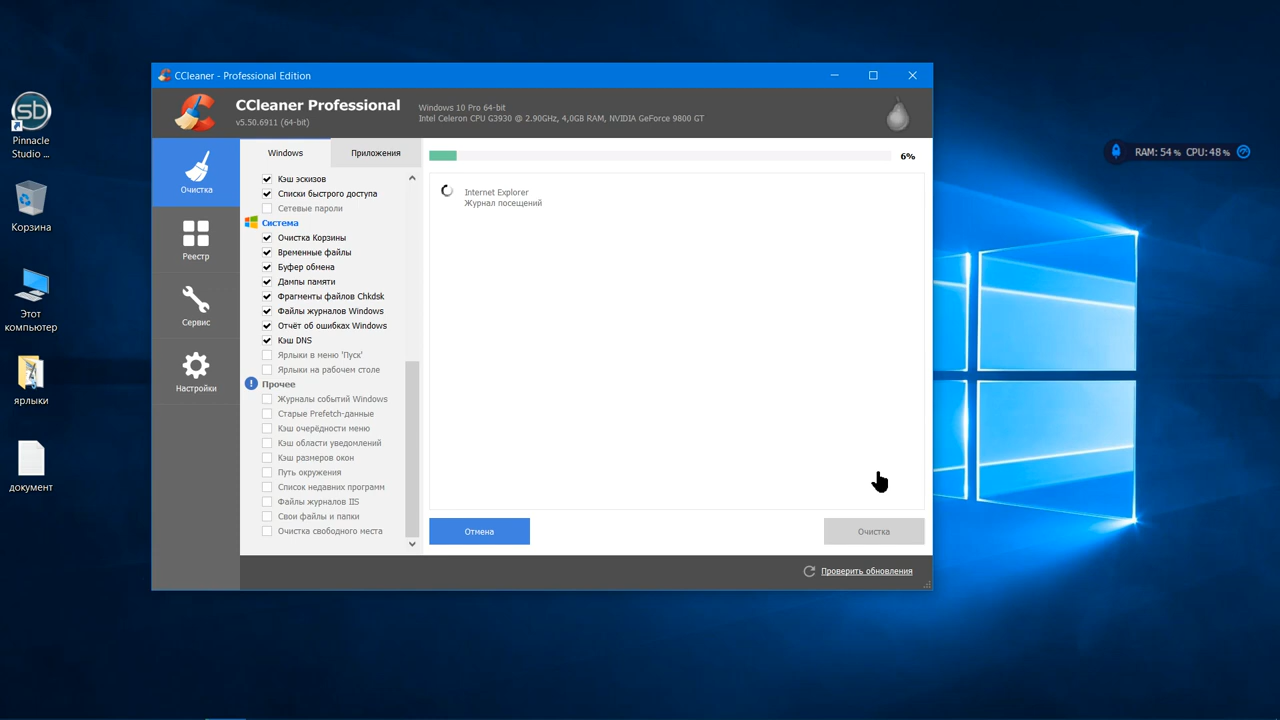 Pinnacle
Studio ...
Корзина
Этот
компьютер
ярлыки
документ
CCleaner - Professional Edition
CCleaner Professional
v5.50.6911 (64-bit)
Windows 10 Pro 64-bit
Intel Celeron CPU G3930 @ 2.90GHz, 4,0GB RAM, NVIDIA GeForce 9800 GT
Очистка
Реестр
Сервис
Настройки
Windows
Приложения
Кэш эскизов
Списки быстрого доступа
Сетевые пароли
Система
Очистка Корзины
Временные файлы
Буфер обмена
Дампы памяти
Фрагменты файлов Chkdsk
Файлы журналов Windows
Отчёт об ошибках Windows
Кэш DNS
Ярлыки в меню 'Пуск'
Ярлыки на рабочем столе
Прочее
Журналы событий Windows
Старые Prefetch-данные
Кэш очерёдности меню
Кэш области уведомлений
Кэш размеров окон
Путь окружения
Список недавних программ
Файлы журналов IIS
Свои файлы и папки
Очистка свободного места
6%
Internet Explorer
Журнал посещений
Отмена
Очистка
Проверить обновления
RAM: 54 % CPU: 48 %